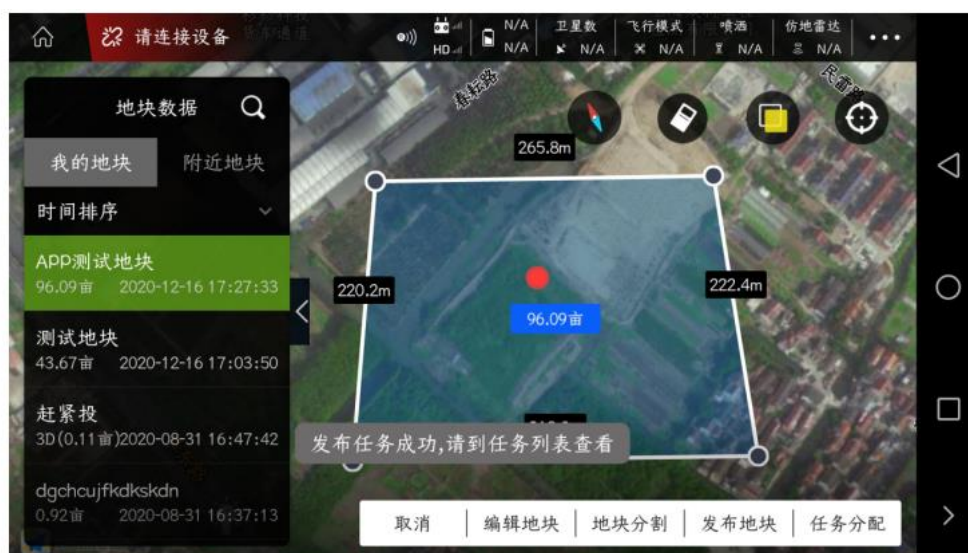 请连接设备
HD
N/A
N/A
卫星数
N/A
飞行模式
N/A
喷洒
N/A
仿地雷达
N/A
春耘路
265.8m
地块数据
我的地块
附近地块
时间排序
APP测试地块
96.09亩 2020-12-16 17:27:33
测试地块
43.67亩 2020-12-16 17:03:50
赶紧投
3D(0.11亩)2020-08-31 16:47:42
dgchcujfkdkskdn
0.92亩 2020-08-31 16:37:13
220.2m
222.4m
96.09亩
发布任务成功,请到任务列表查看
取消
编辑地块
地块分割
发布地块
任务分配